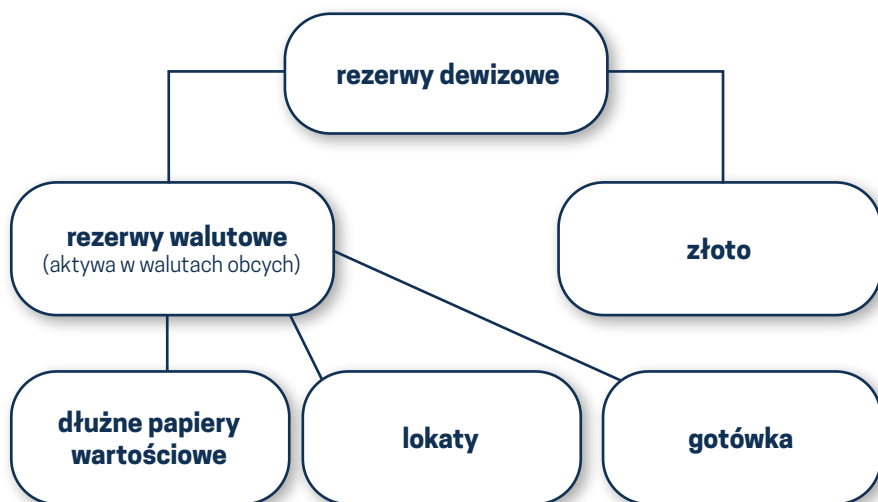 rezerwy dewizowe
rezerwy walutowe
(aktywa w walutach obcych)
złoto
dłużne papiery
wartościowe
lokaty
gotówka